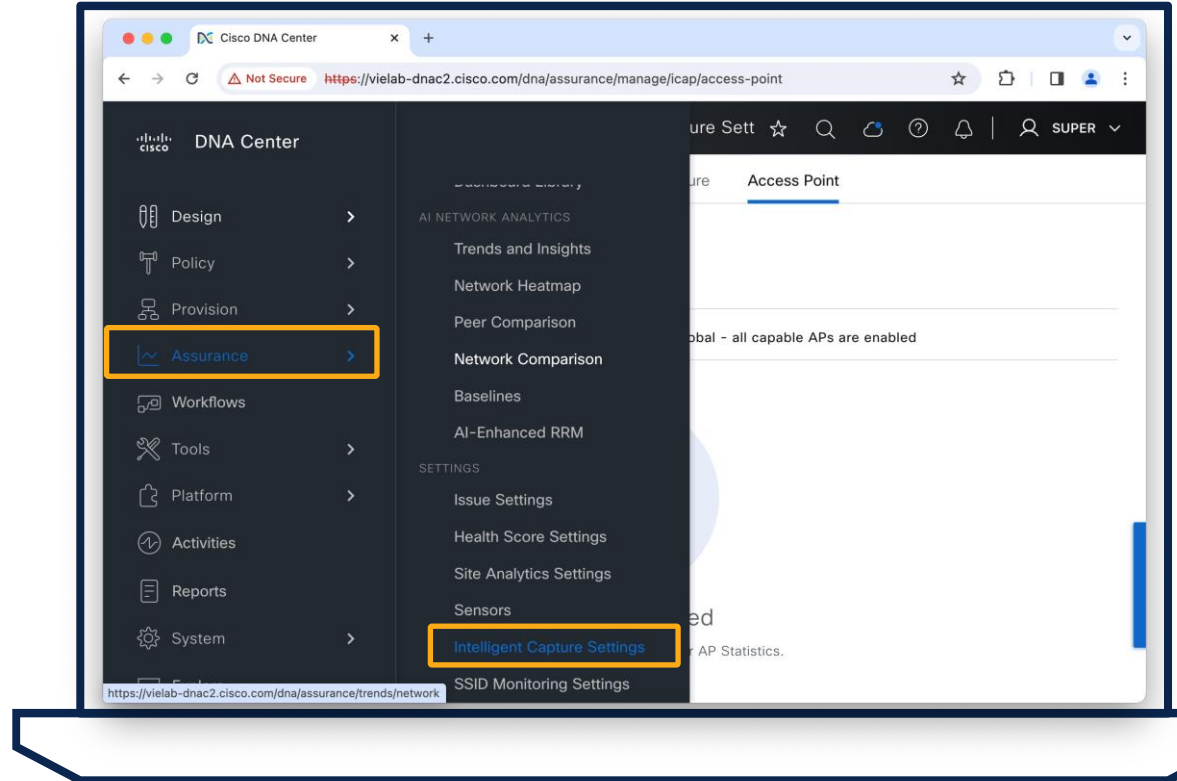 Cisco DNA Center
Not Secure https://vielab-dnac2.cisco.com/dna/assurance/manage/icap/access-point
cisco DNA Center
ure Sett
SUPER
Design
Policy
Provision
Assurance
Workflows
Tools
Platform
Activities
Reports
System
Dashboard Library
AI NETWORK ANALYTICS
Trends and Insights
Network Heatmap
Peer Comparison
Network Comparison
Baselines
AI-Enhanced RRM
SETTINGS
Issue Settings
Health Score Settings
Site Analytics Settings
Sensors
Intelligent Capture Settings
SSID Monitoring Settings
ure Access Point
obal - all capable APs are enabled
ed
r AP Statistics.
https://vielab-dnac2.cisco.com/dna/assurance/trends/network